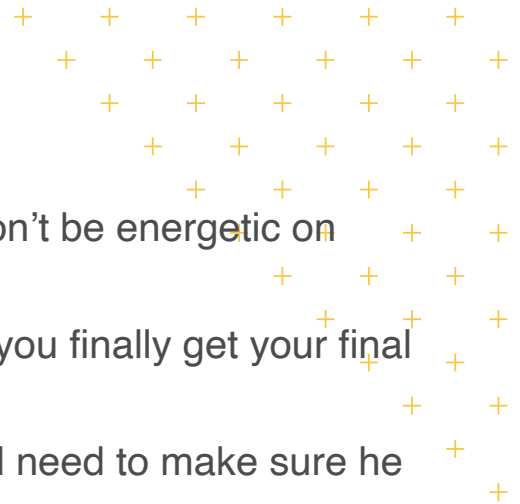 be energetic on
you finally get your final
need to make sure he